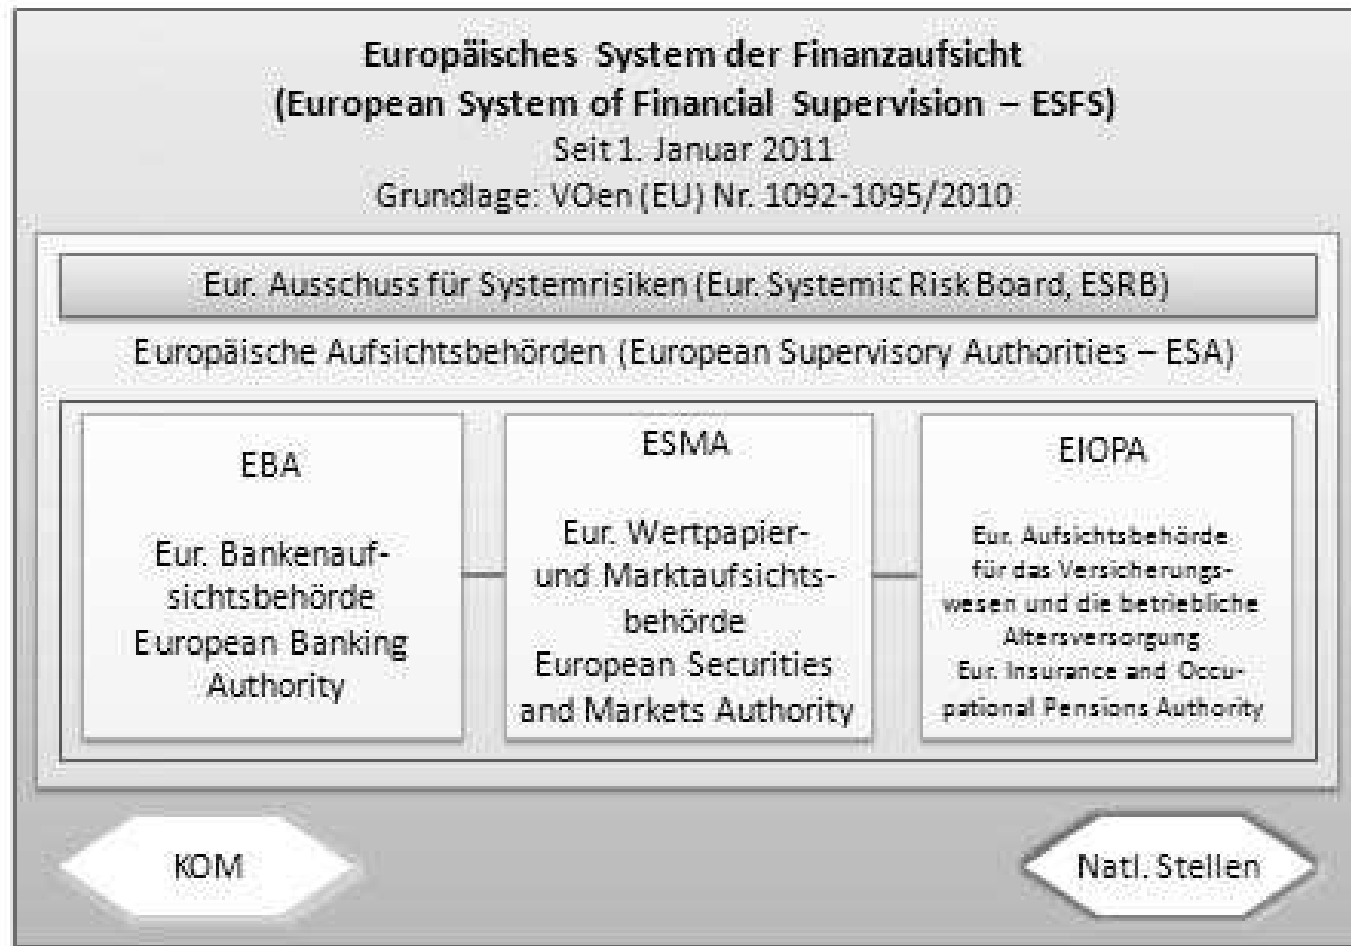 Europäisches System der Finanzaufsicht
(European System of Financial Supervision – ESFS)
Seit 1. Januar 2011
Grundlage: VOen (EU) Nr. 1092-1095/2010
Eur. Ausschuss für Systemrisiken (Eur. Systemic Risk Board, ESRB)
Europäische Aufsichtsbehörden (European Supervisory Authorities – ESA)
EBA
Eur. Bankenauf-
sichtsbehörde
European Banking
Authority
ESMA
Eur. Wertpapier-
und Marktaufsichts-
behörde
European Securities
and Markets Authority
EIOPA
Eur. Aufsichtsbehörde
für das Versicherungs-
wesen und die betriebliche
Altersversorgung
Eur. Insurance and Occu-
pational Pensions Authority
KOM
Natl. Stellen